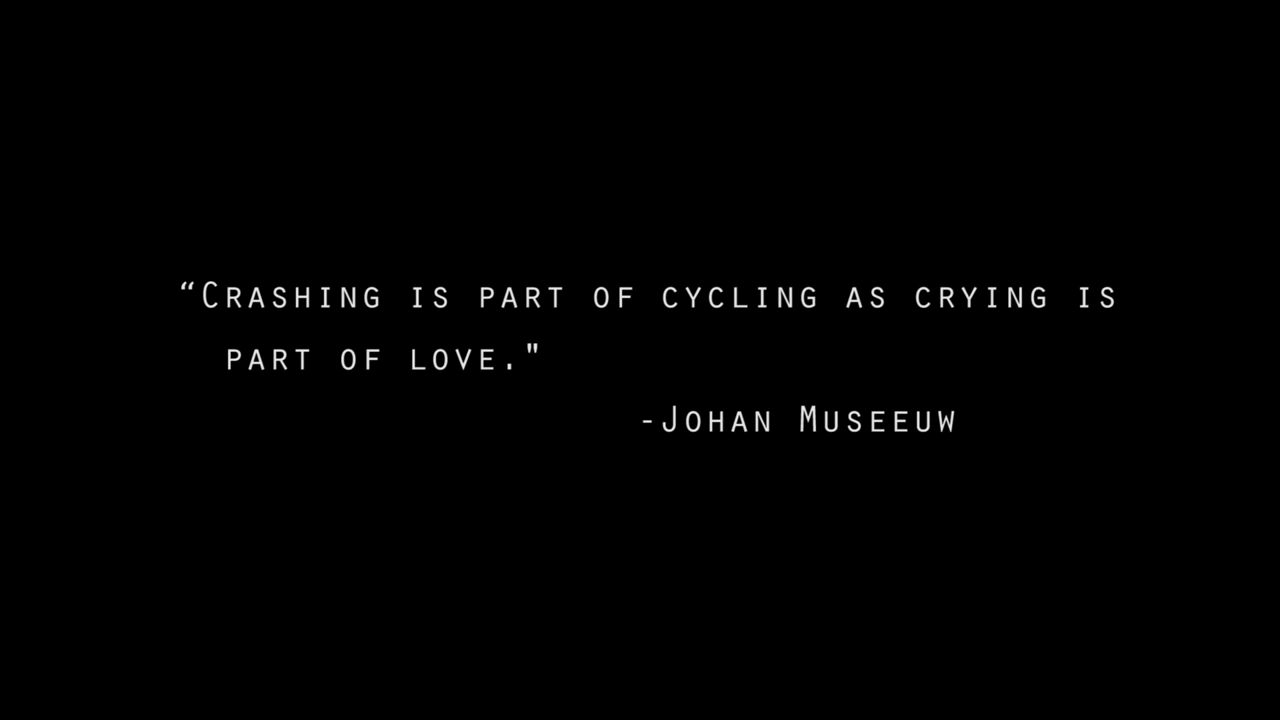 “Crashing is part of cycling as crying is
part of love."
-Johan Museeuw